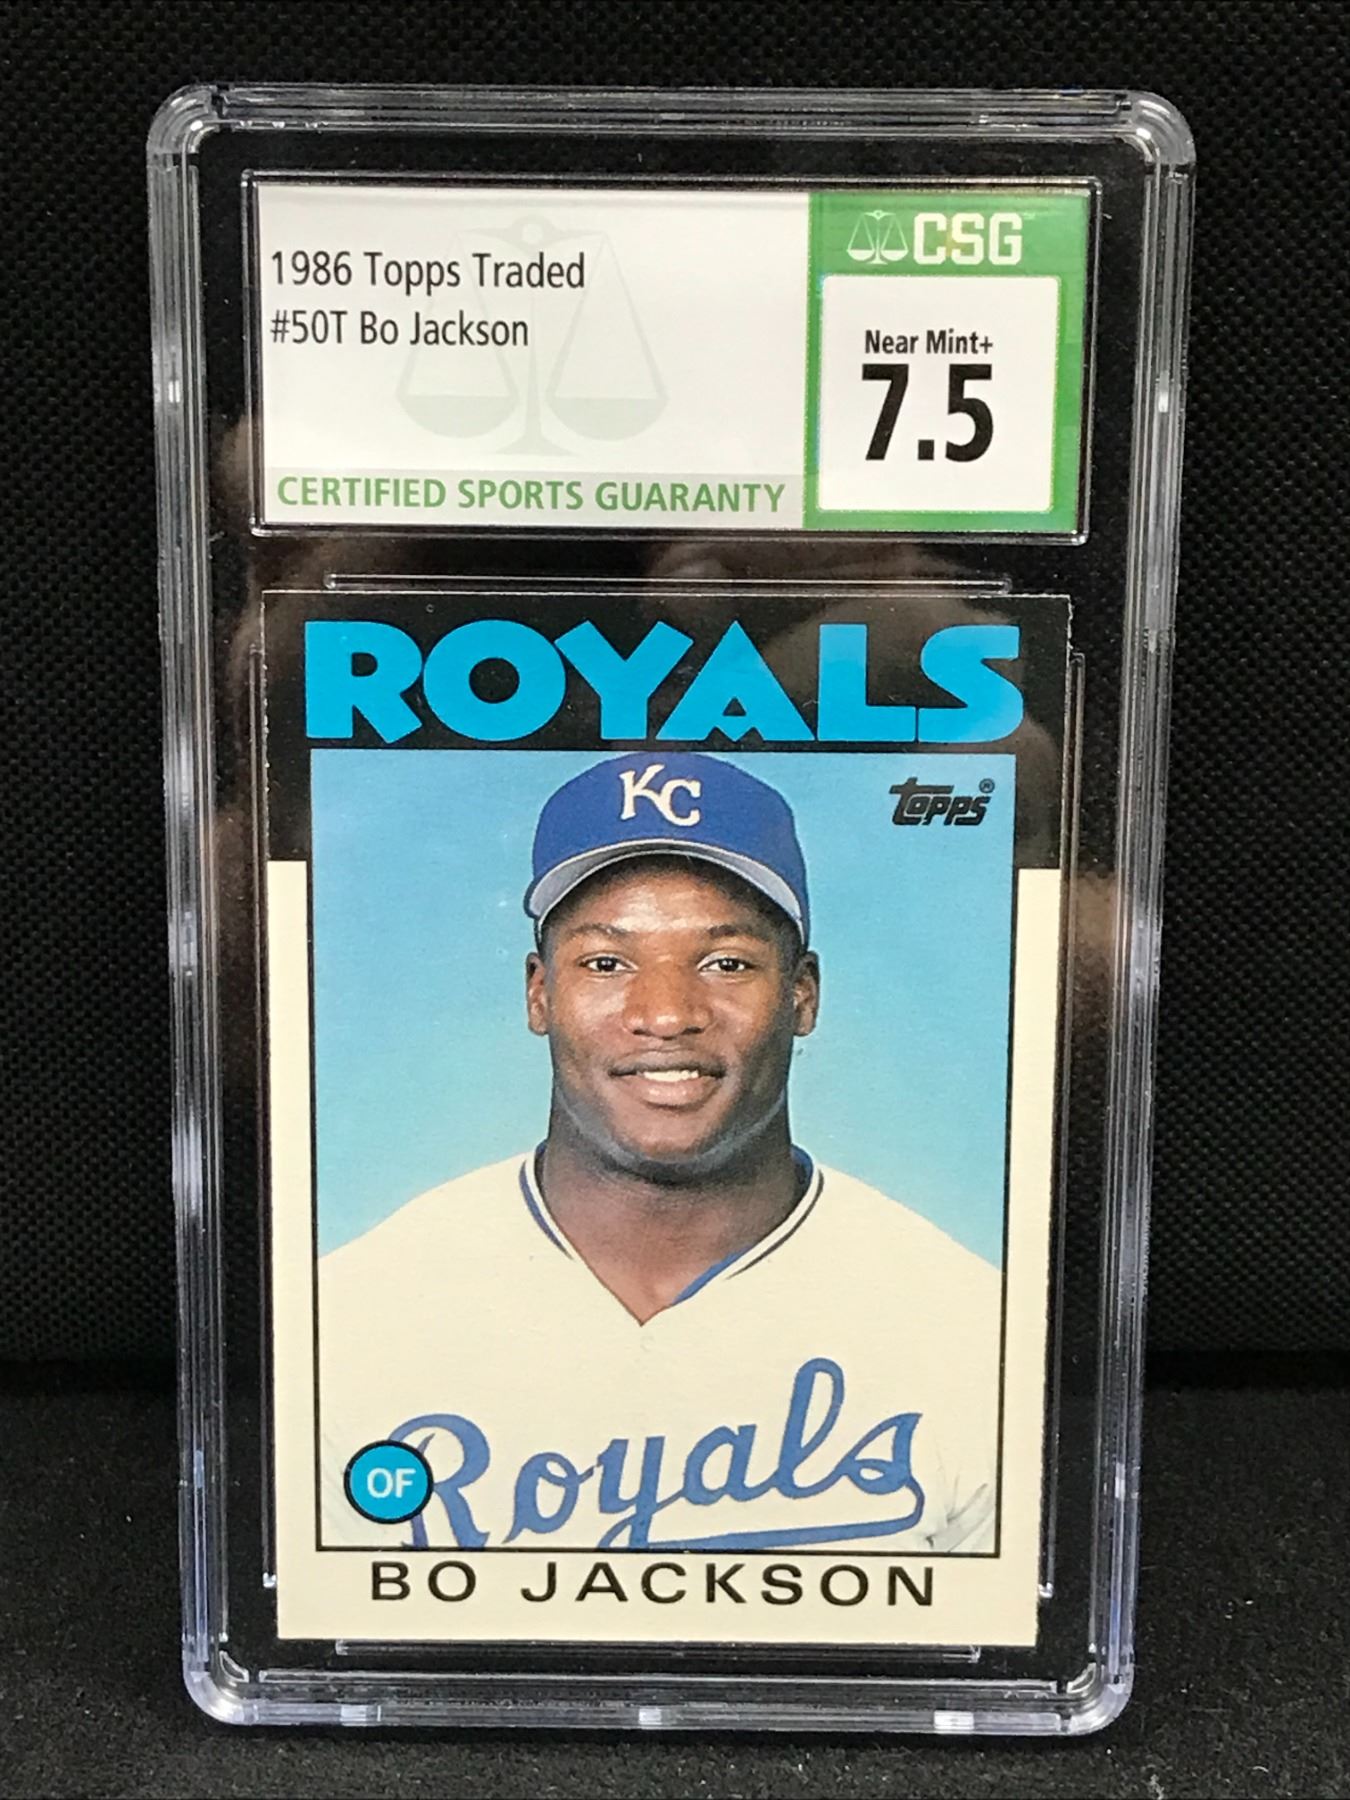 1986 Topps Traded
#50T Bo Jackson
CERTIFIED SPORTS GUARANTY
CSG™
Near Mint+
7.5
ROYALS
KC
topps®
Royals
OF
BO JACKSON